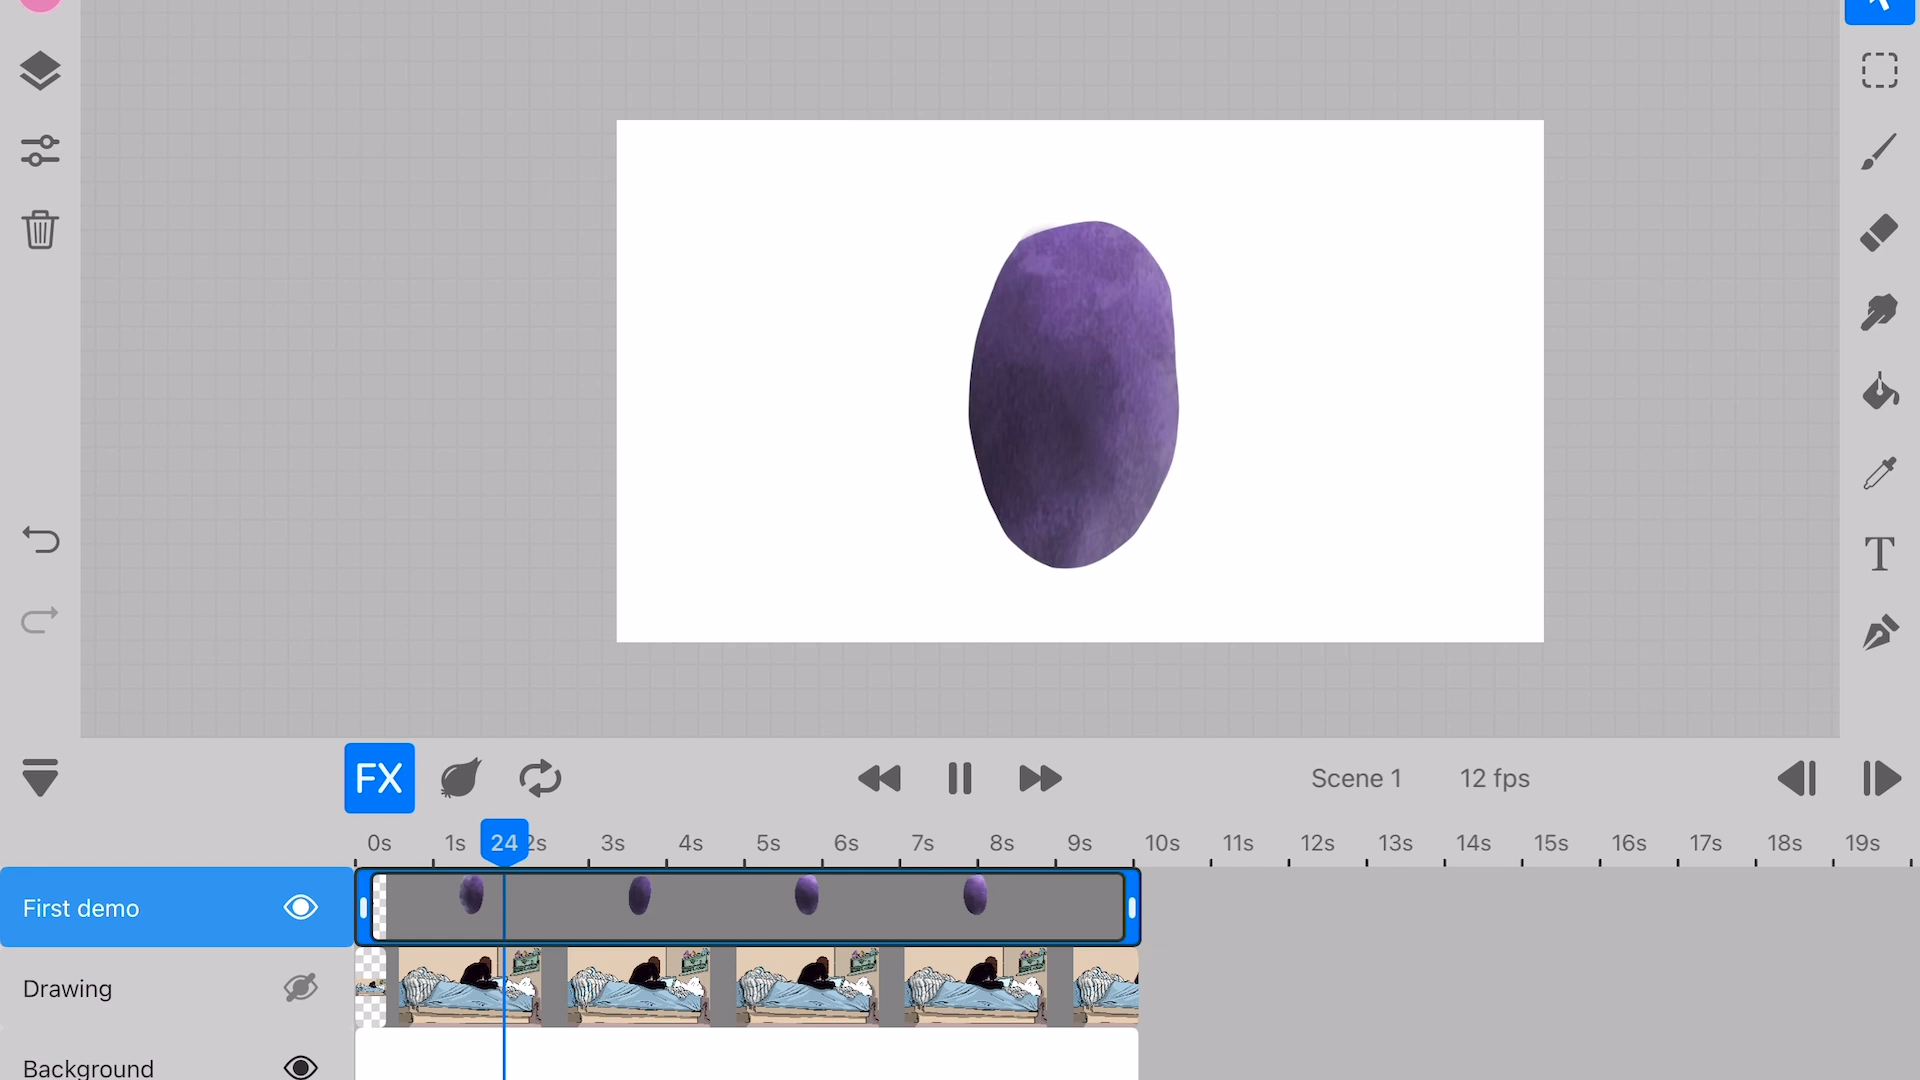 T
FX
Scene 1
12 fps
0s 1s 24 2s 3s 4s 5s 6s 7s 8s 9s 10s 11s 12s 13s 14s 15s 16s 17s 18s 19s
First demo
Drawing
Background